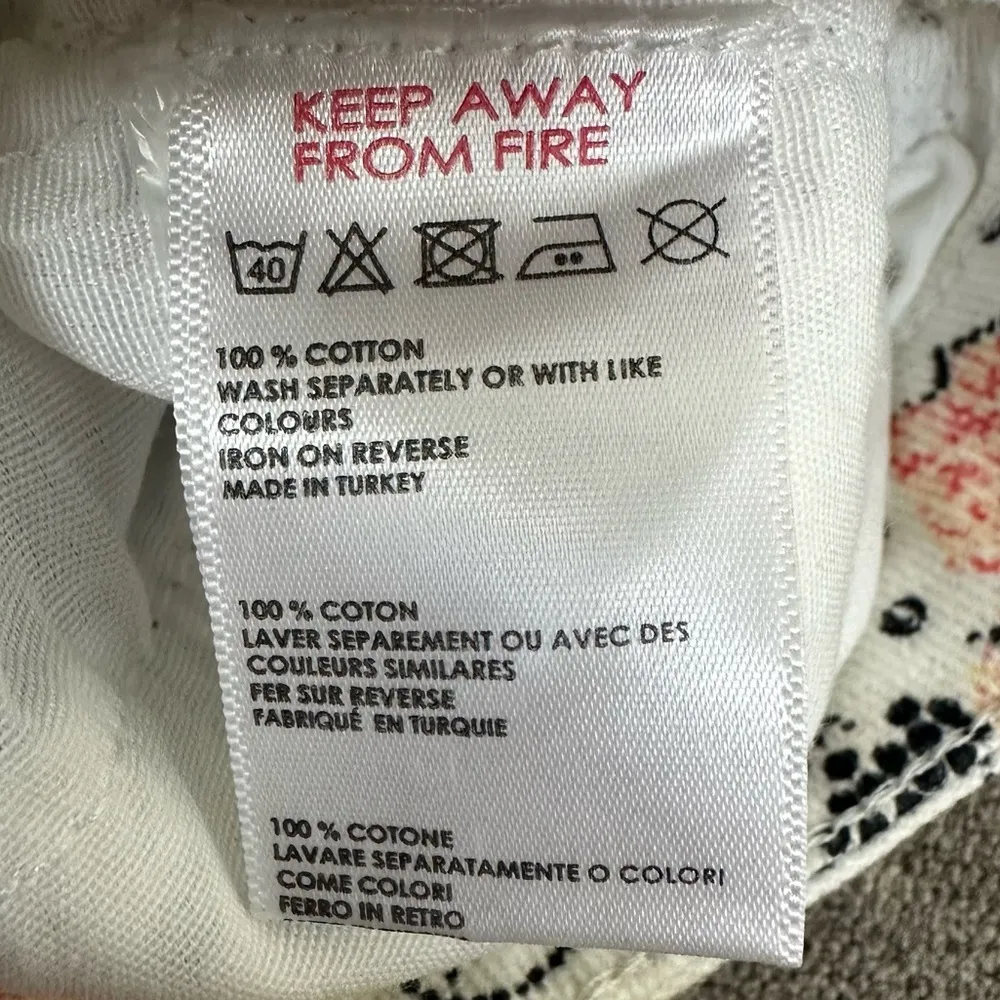 KEEP AWAY
FROM FIRE
40
100 % COTTON
WASH SEPARATELY OR WITH LIKE
COLOURS
IRON ON REVERSE
MADE IN TURKEY
100 % COTON
LAVER SEPAREMENT OU AVEC DES
COULEURS SIMILARES
FER SUR REVERSE
FABRIQUÉ EN TURQUIE
100 % COTONE
LAVARE SEPARATAMENTE O COLORI
COME COLORI
FERRO IN RETRO